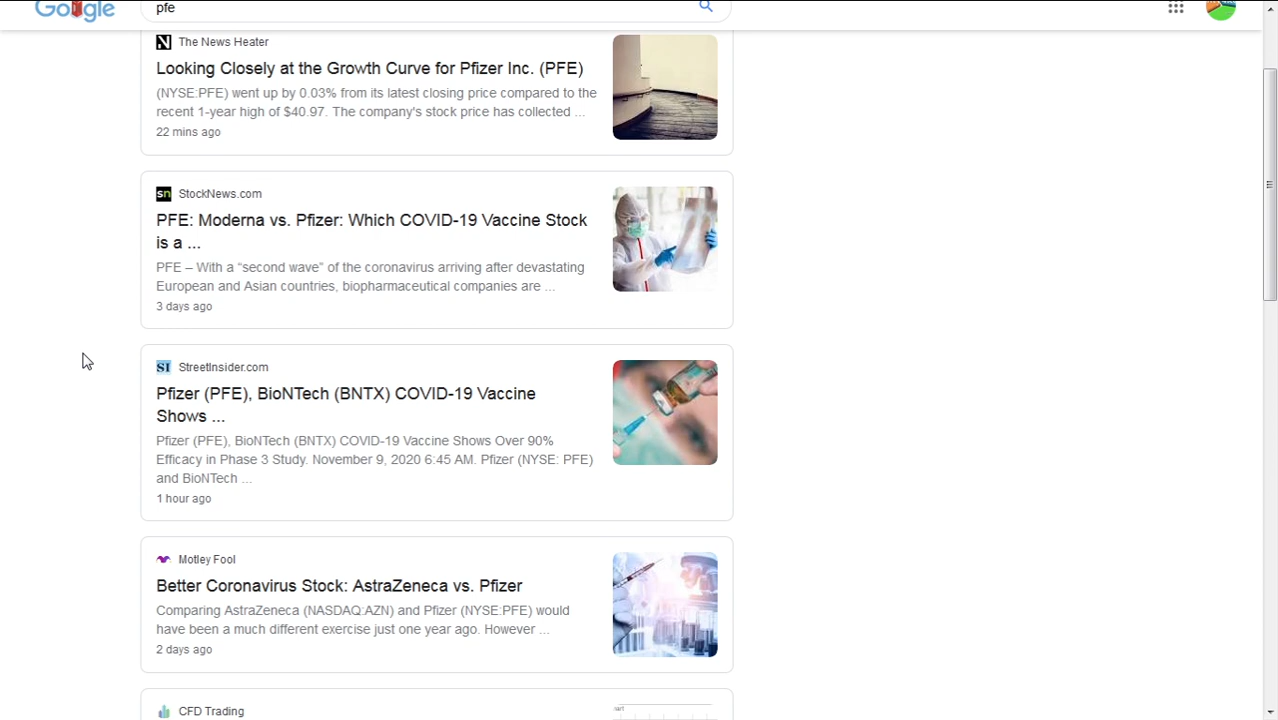 Google
pfe
The News Heater
Looking Closely at the Growth Curve for Pfizer Inc. (PFE)
(NYSE:PFE) went up by 0.03% from its latest closing price compared to the
recent 1-year high of $40.97. The company's stock price has collected ...
22 mins ago
sn StockNews.com
PFE: Moderna vs. Pfizer: Which COVID-19 Vaccine Stock
is a ...
PFE – With a “second wave” of the coronavirus arriving after devastating
European and Asian countries, biopharmaceutical companies are ...
3 days ago
SI StreetInsider.com
Pfizer (PFE), BioNTech (BNTX) COVID-19 Vaccine
Shows ...
Pfizer (PFE), BioNTech (BNTX) COVID-19 Vaccine Shows Over 90%
Efficacy in Phase 3 Study. November 9, 2020 6:45 AM. Pfizer (NYSE: PFE)
and BioNTech ...
1 hour ago
Motley Fool
Better Coronavirus Stock: AstraZeneca vs. Pfizer
Comparing AstraZeneca (NASDAQ:AZN) and Pfizer (NYSE:PFE) would
have been a much different exercise just one year ago. However ...
2 days ago
CFD Trading